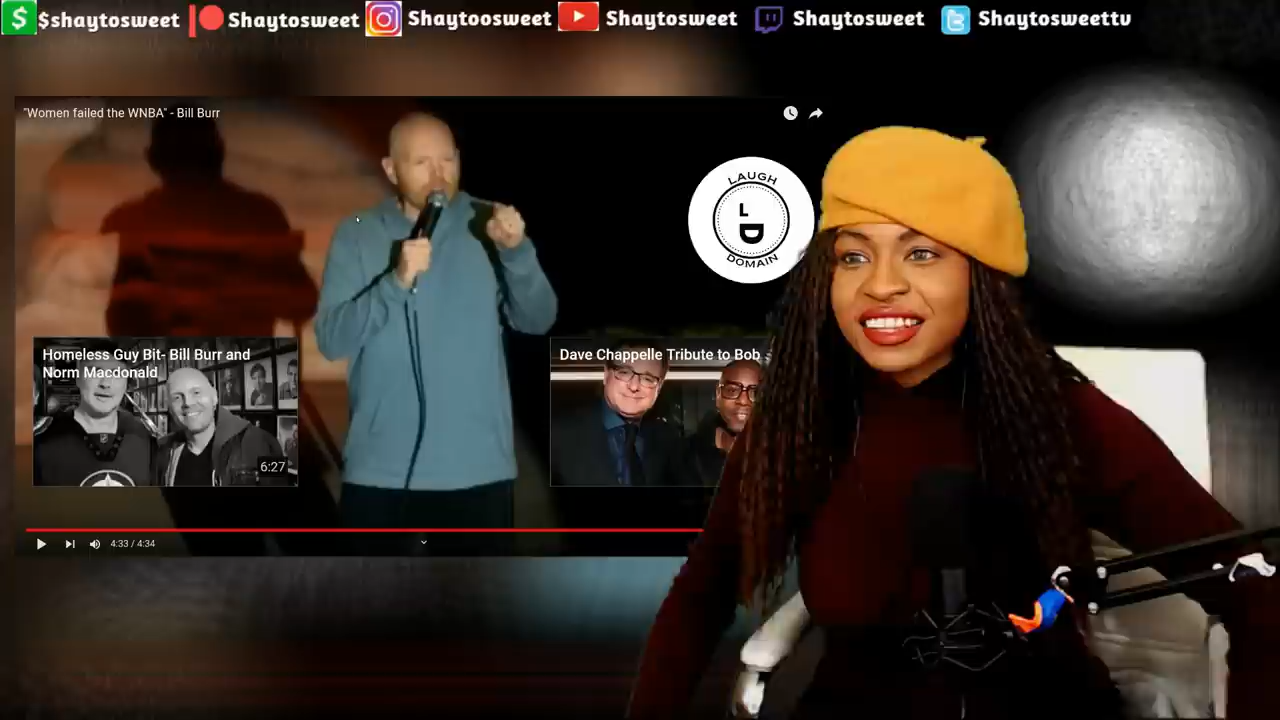 $shaytosweet Shaytosweet Shaytoosweet Shaytosweet Shaytosweet Shaytosweettv
"Women failed the WNBA" - Bill Burr
LAUGH
L D
DOMAIN
Homeless Guy Bit- Bill Burr and
Norm Macdonald
6:27
Dave Chappelle Tribute to Bob
4:33 / 4:34